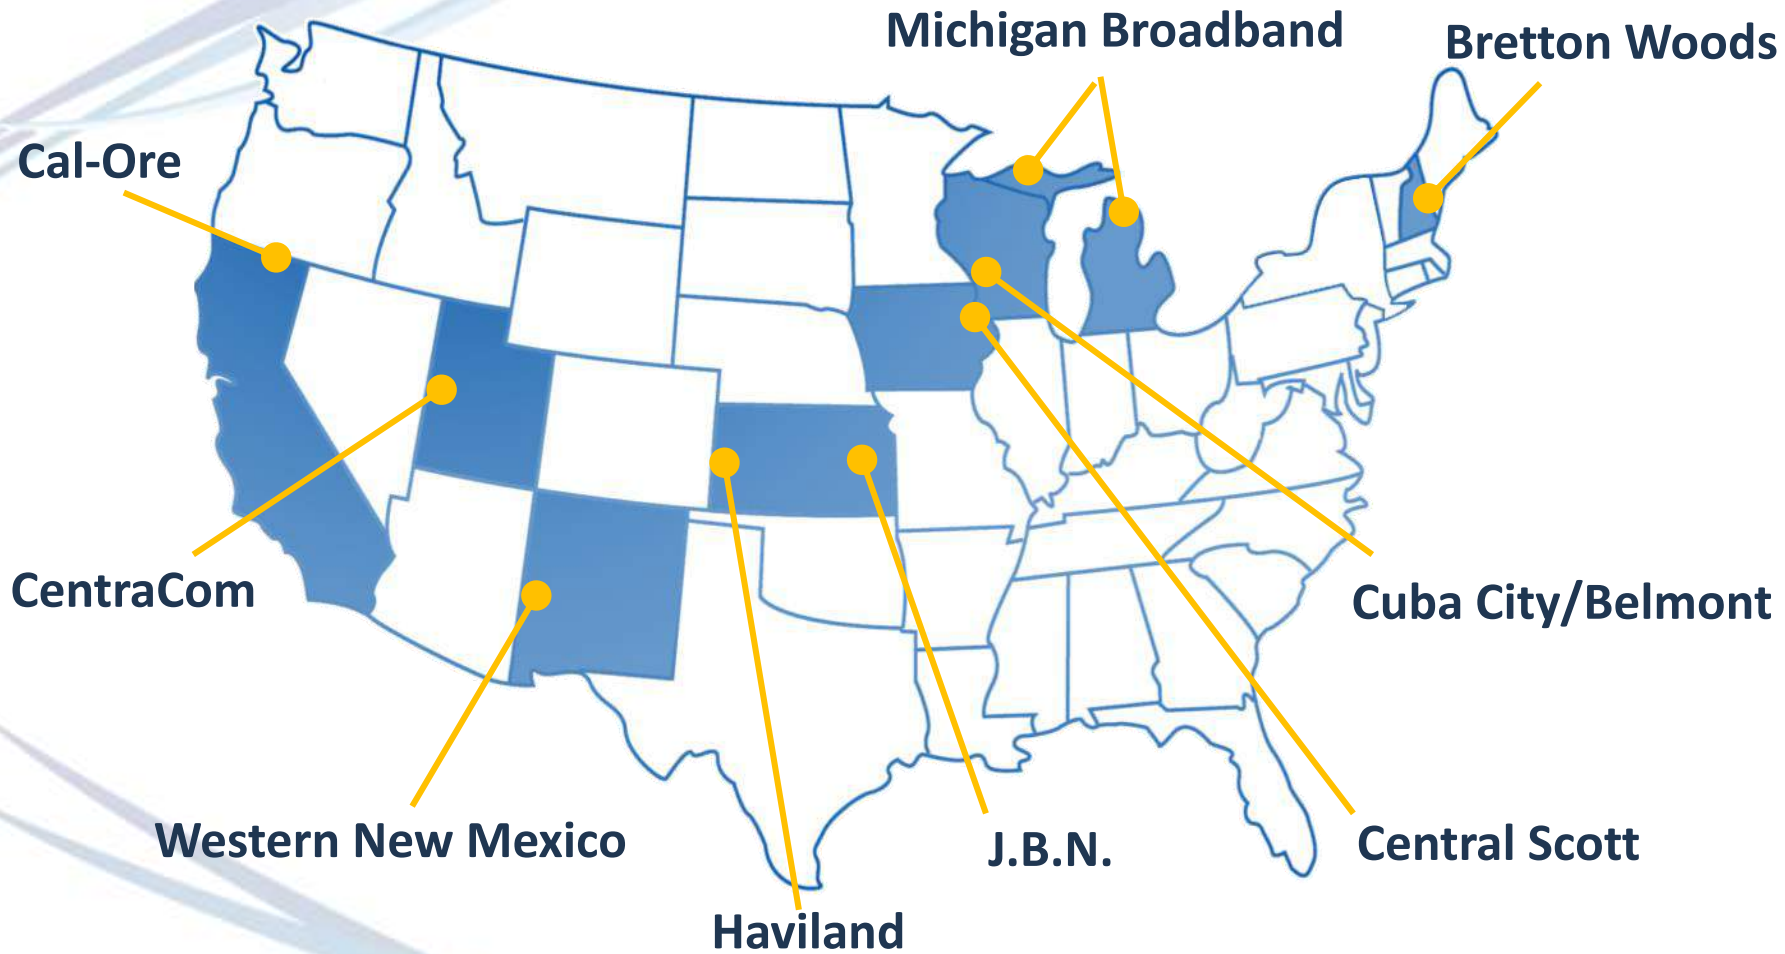 Michigan Broadband
Bretton Woods
Cal-Ore
CentraCom
Cuba City/Belmont
Western New Mexico
J.B.N.
Central Scott
Haviland